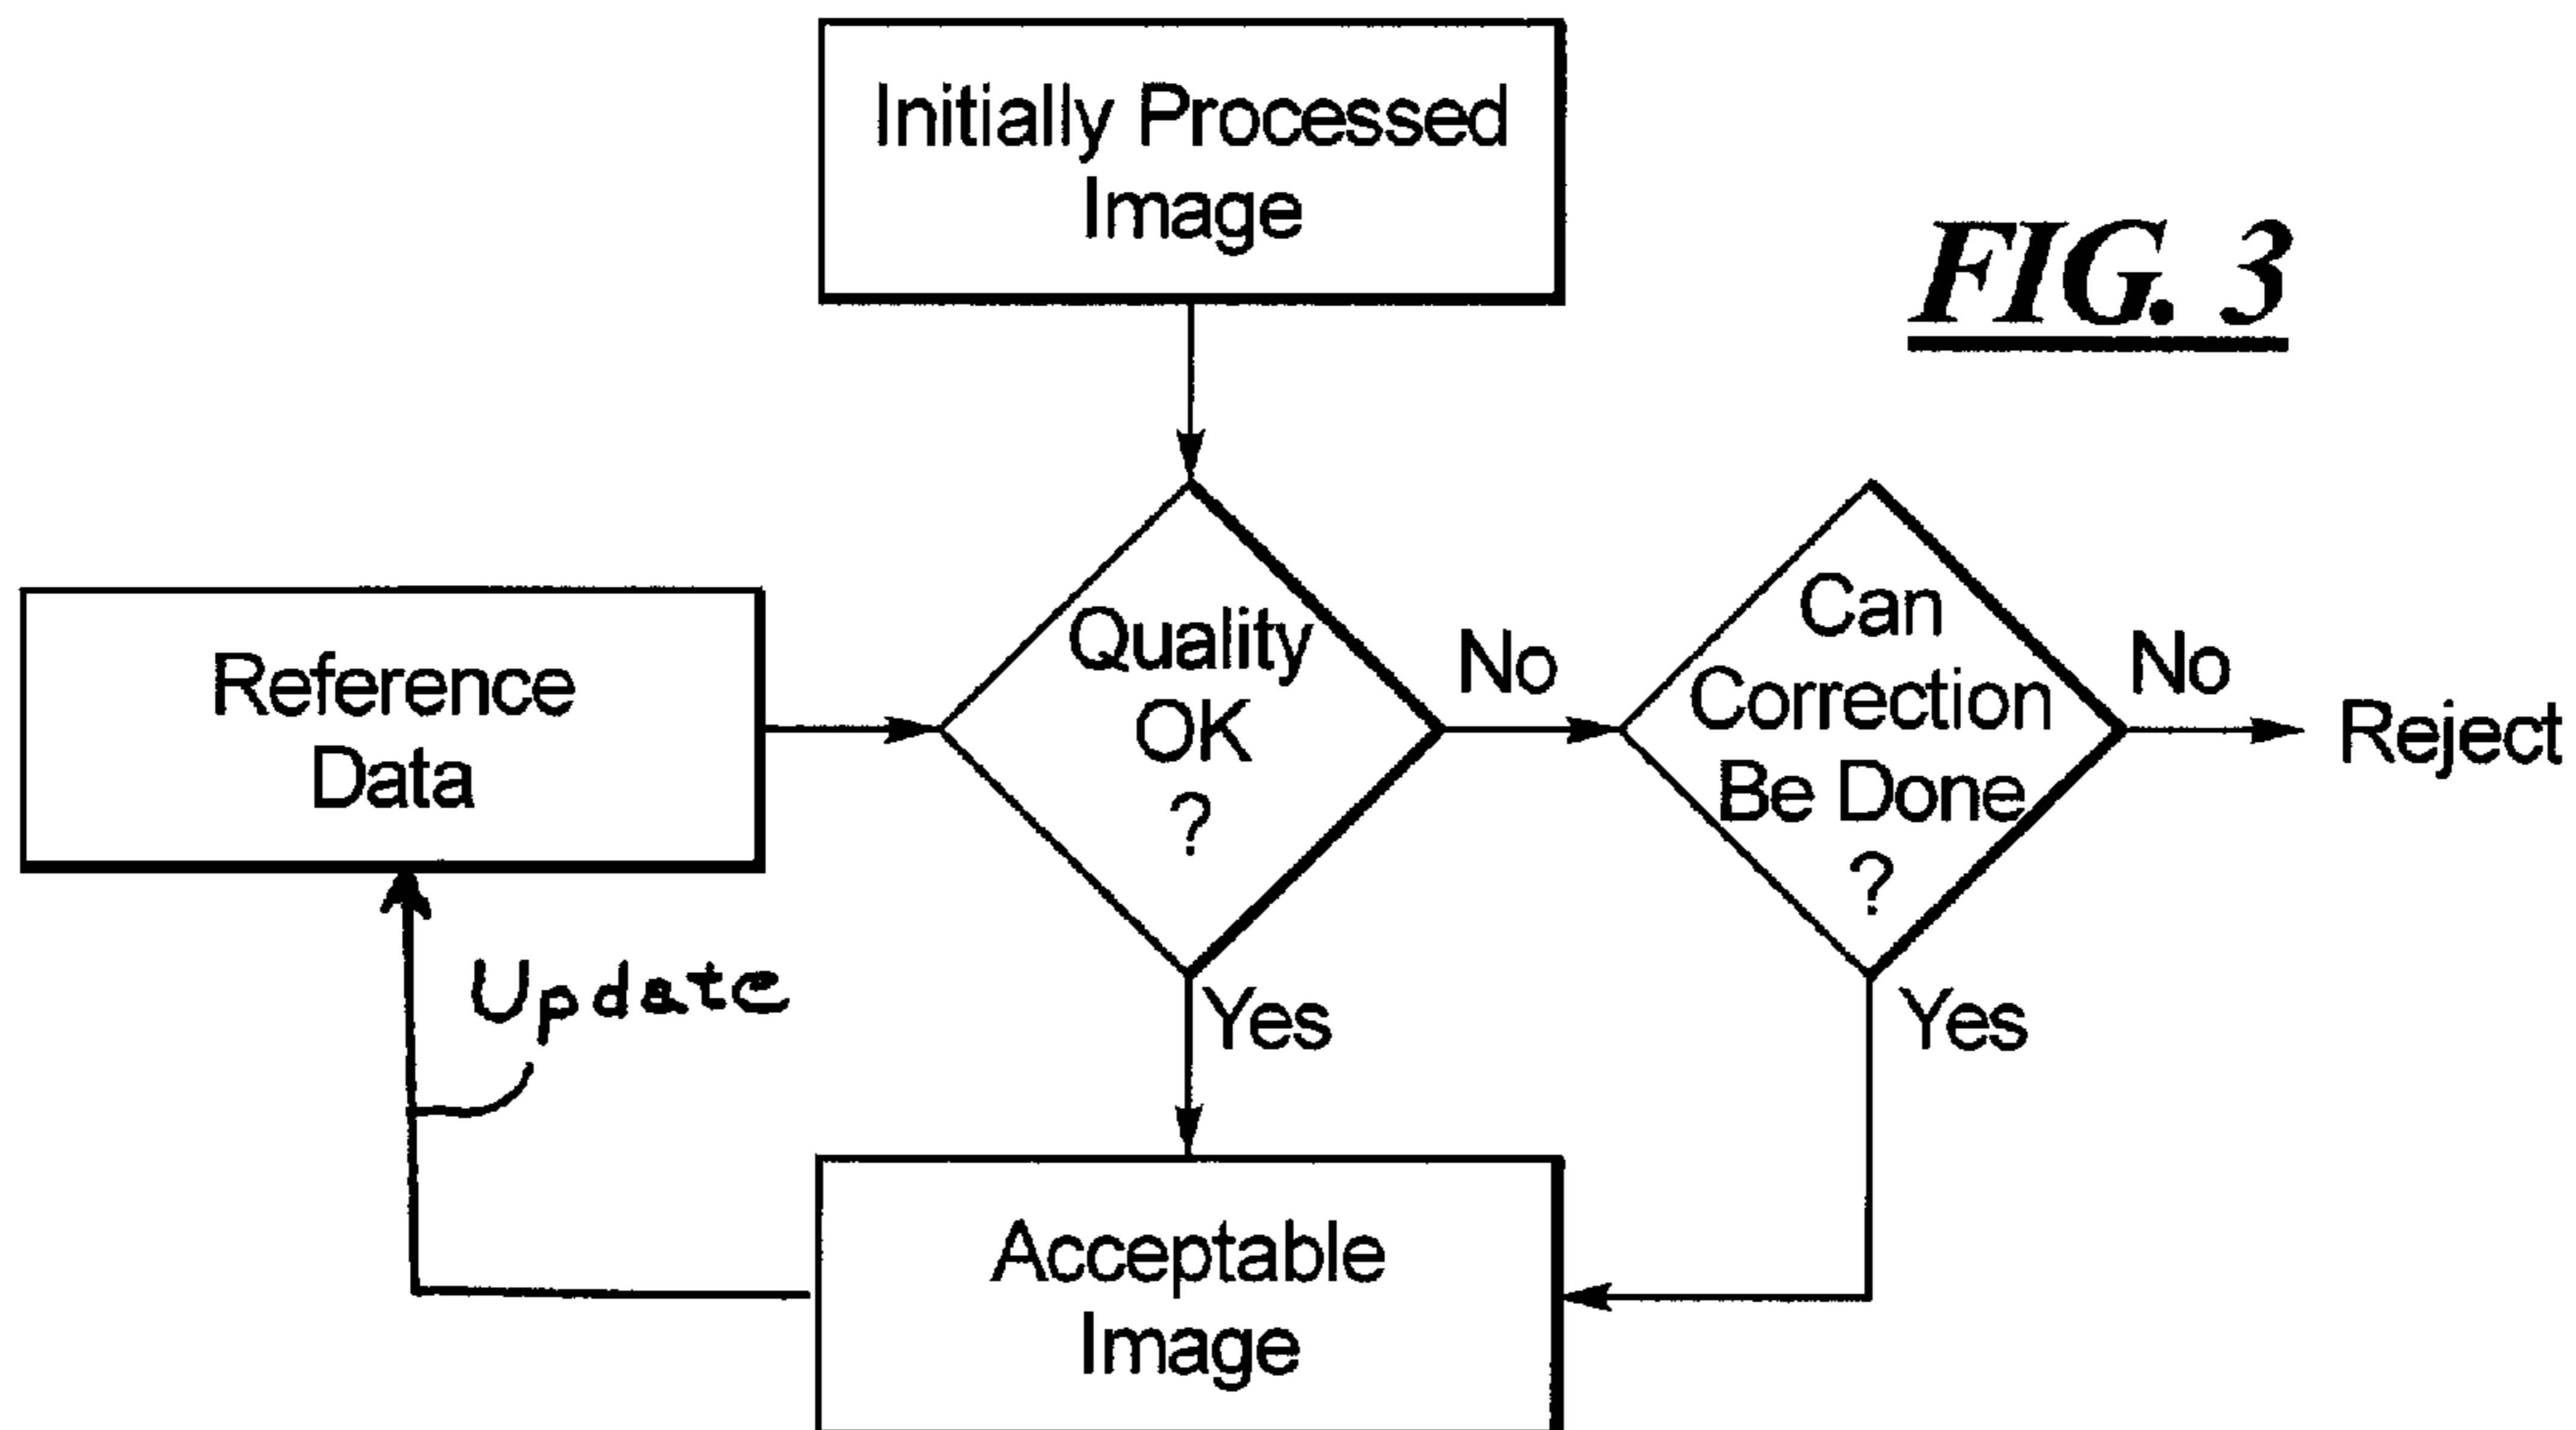 Initially Processed
Image
FIG. 3
Reference
Data
Quality
OK
?
No
Can
Correction
Be Done
?
No
Reject
Update
Yes
Yes
Acceptable
Image